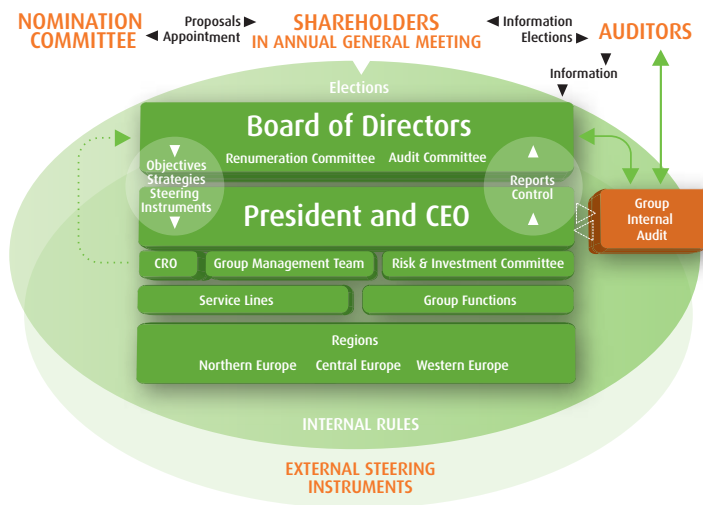 NOMINATION
COMMITTEE
Proposals
Appointment
SHAREHOLDERS
IN ANNUAL GENERAL MEETING
Information
Elections
AUDITORS
Information
Elections
Board of Directors
Renumeration Committee Audit Committee
Objectives
Strategies
Steering
Instruments
Reports
Control
President and CEO
Group
Internal
Audit
CRO
Group Management Team
Risk & Investment Committee
Service Lines
Group Functions
Regions
Northern Europe Central Europe Western Europe
INTERNAL RULES
EXTERNAL STEERING
INSTRUMENTS